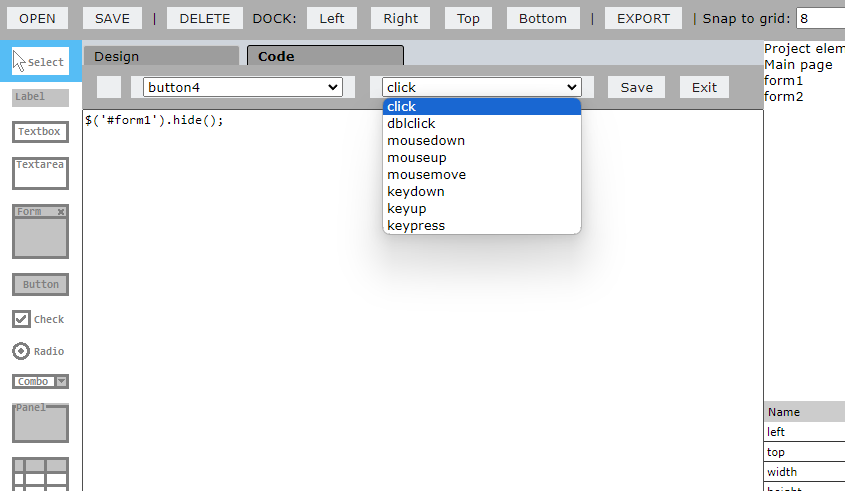 OPEN SAVE | DELETE DOCK: Left Right Top Bottom | EXPORT | Snap to grid: 8
Select
Label
Textbox
Textarea
Form x
Button
Check
Radio
Combo
Panel
Design Code
button4 click Save Exit
click
dblclick
mousedown
mouseup
mousemove
keydown
keyup
keypress
$('#form1').hide();
Project elem
Main page
form1
form2
Name
left
top
width
height